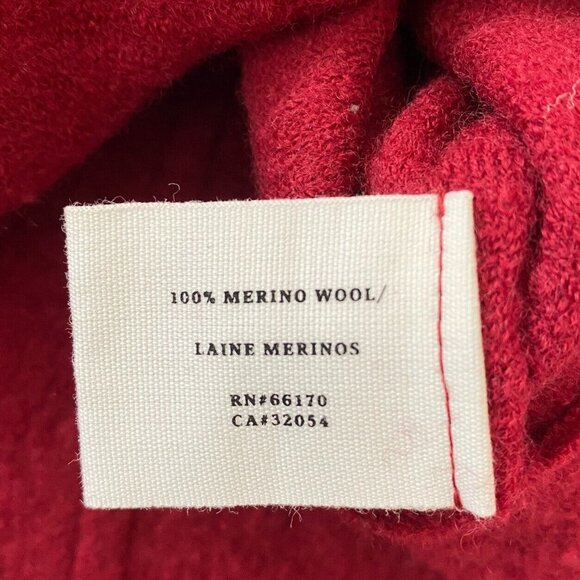 100% MERINO WOOL/
LAINE MERINOS
RN#66170
CA#32054